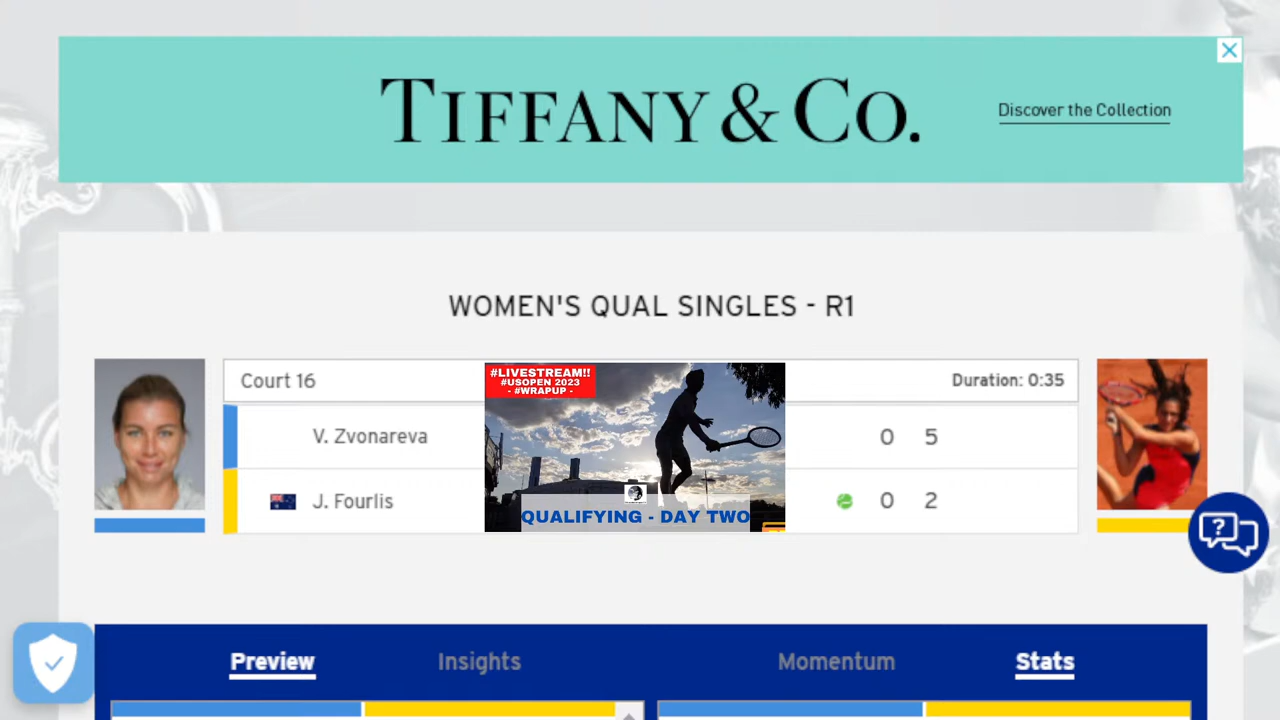 TIFFANY & CO.
Discover the Collection
WOMEN'S QUAL SINGLES - R1
Court 16
Duration: 0:35
#LIVESTREAM!!
#USOPEN 2023
- #WRAPUP -
V. Zvonareva 0 5
J. Fourlis 0 2
QUALIFYING - DAY TWO
Preview Insights Momentum Stats